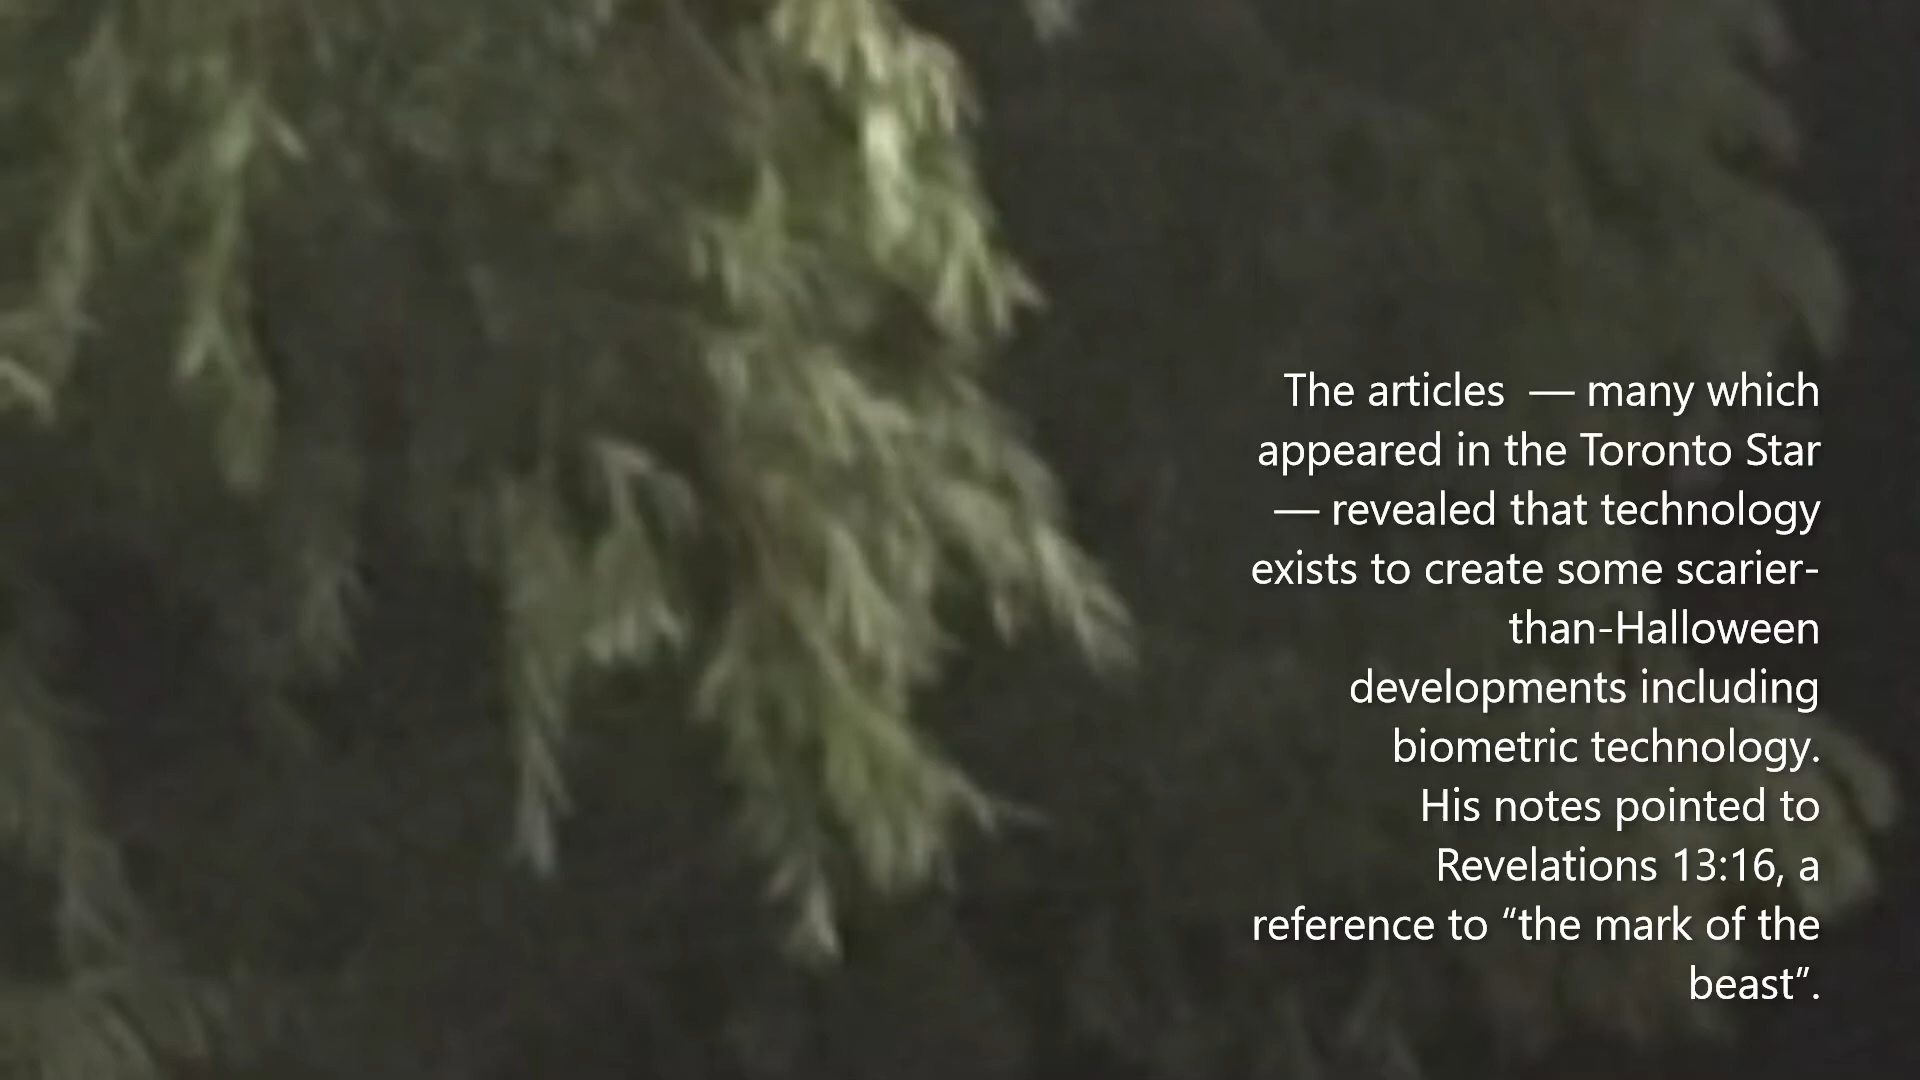 The articles  — many which
appeared in the Toronto Star
— revealed that technology
exists to create some scarier-
than-Halloween
developments including
biometric technology.
His notes pointed to
Revelations 13:16, a
reference to “the mark of the
beast”.